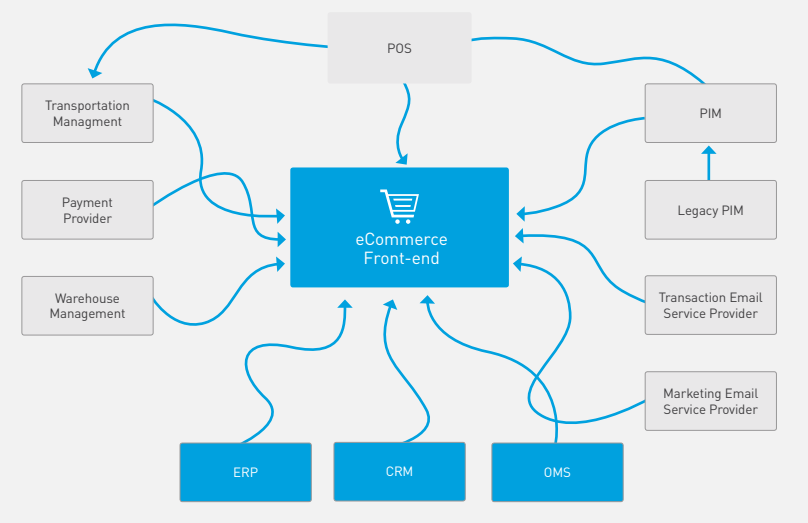 POS
Transportation
Managment
PIM
Payment
Provider
eCommerce
Front-end
Legacy PIM
Warehouse
Management
Transaction Email
Service Provider
Marketing Email
Service Provider
ERP
CRM
OMS